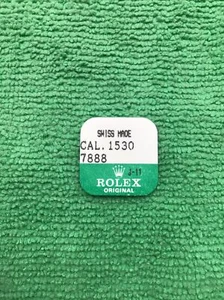 SWISS MADE
CAL.1530
7888
J-11
ROLEX
ORIGINAL